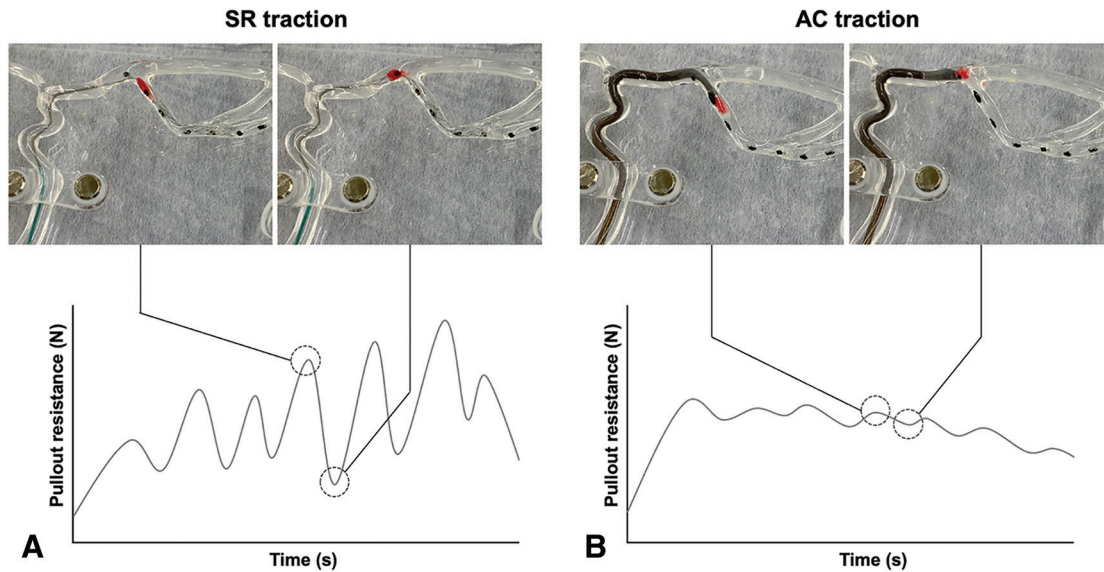 SR traction
AC traction
Pullout resistance (N)
Time (s)
A
Pullout resistance (N)
Time (s)
B